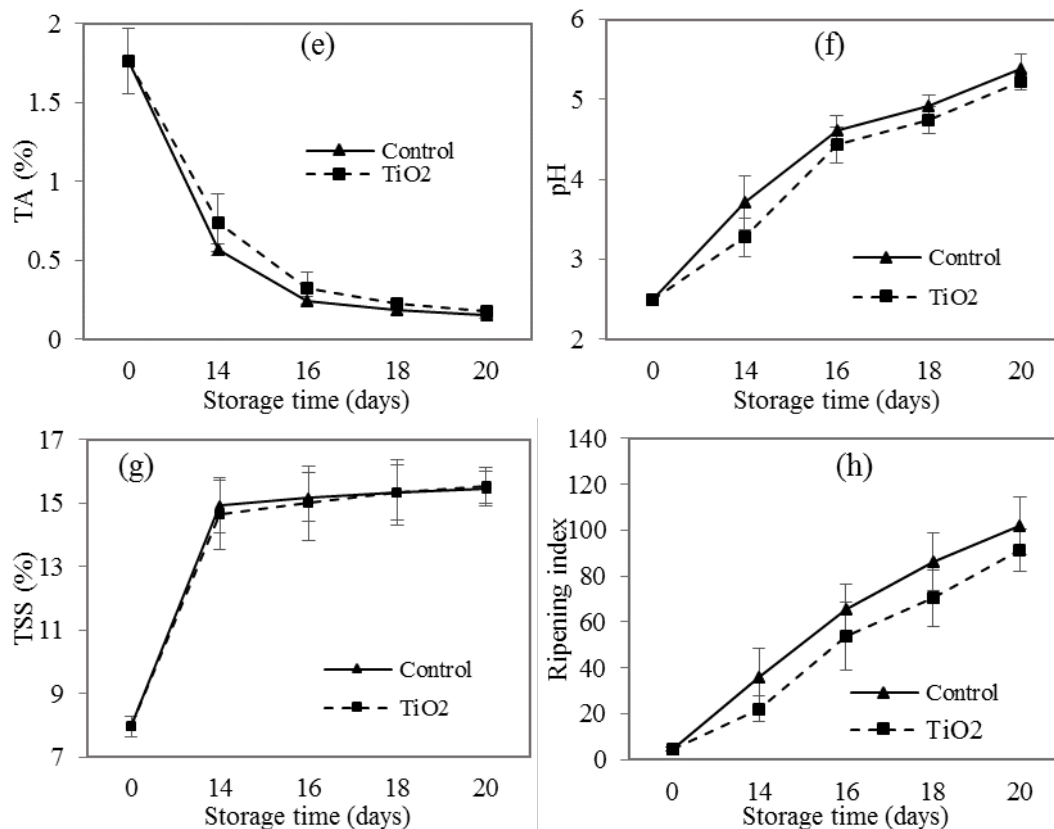 (e)
TA (%)
2
1.5
1
0.5
0
Control
TiO2
0 14 16 18 20
Storage time (days)
(f)
pH
6
5
4
3
2
Control
TiO2
0 14 16 18 20
Storage time (days)
(g)
TSS (%)
17
15
13
11
9
7
Control
TiO2
0 14 16 18 20
Storage time (days)
(h)
Ripening index
140
120
100
80
60
40
20
0
Control
TiO2
0 14 16 18 20
Storage time (days)